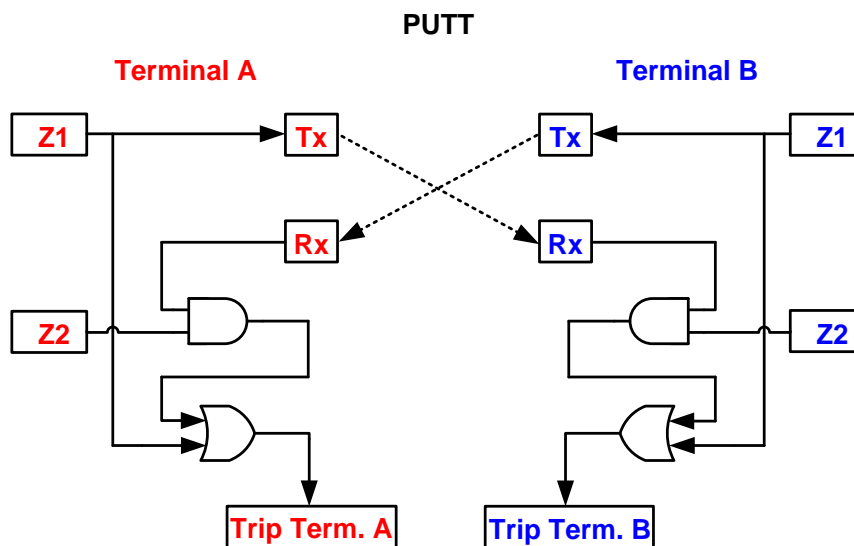 PUTT
Terminal A
Terminal B
Z1
Tx
Tx
Z1
Rx
Rx
Z2
Z2
Trip Term. A
Trip Term. B